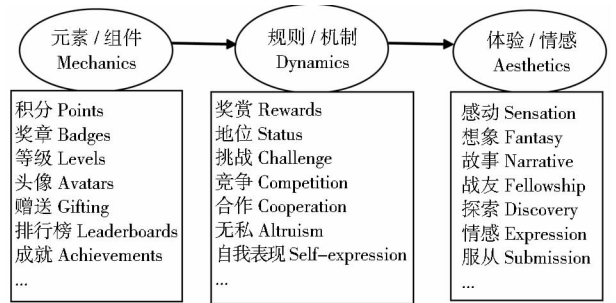 元素 / 组件
Mechanics
规则 / 机制
Dynamics
体验 / 情感
Aesthetics
积分 Points
奖章 Badges
等级 Levels
头像 Avatars
赠送 Gifting
排行榜 Leaderboards
成就 Achievements
...
奖赏 Rewards
地位 Status
挑战 Challenge
竞争 Competition
合作 Cooperation
无私 Altruism
自我表现 Self-expression
...
感动 Sensation
想象 Fantasy
故事 Narrative
战友 Fellowship
探索 Discovery
情感 Expression
服从 Submission
...